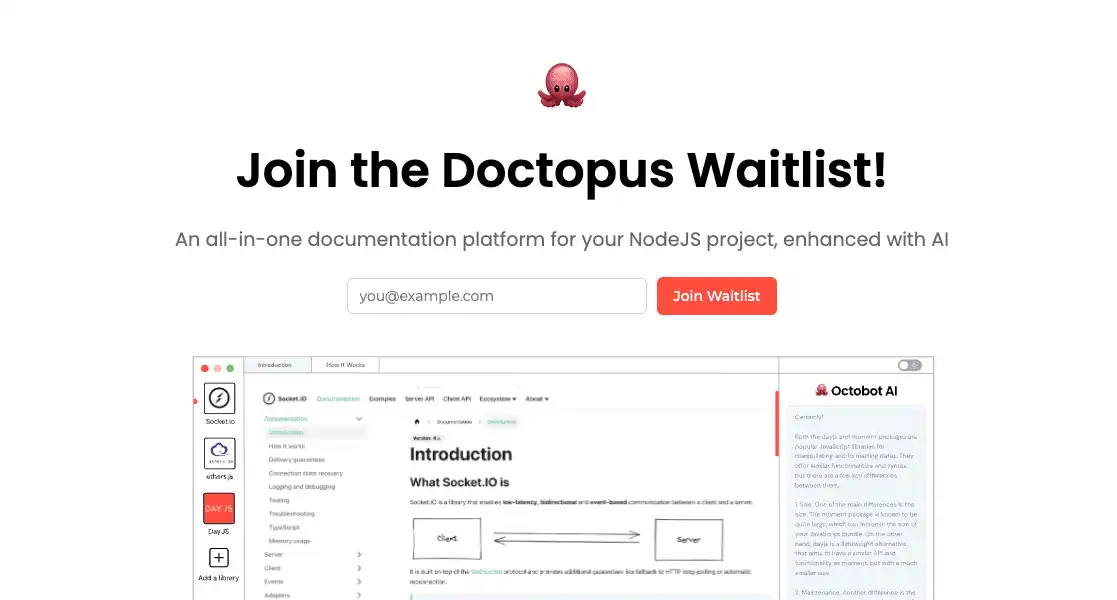 Join the Doctopus Waitlist!
An all-in-one documentation platform for your NodeJS project, enhanced with AI
you@example.com
Join Waitlist
Introduction
How It Works
Socket.io
ethers.js
DAY.JS
DayJS
Add a library
Socket.IO
Documentation
Examples
Server API
Client API
Ecosystem
About
Documentation
Introduction
How it works
Delivery guarantees
Connection state recovery
Logging and debugging
Testing
Troubleshooting
TypeScript
Memory usage
Server
Client
Events
Adapters
Documentation
Introduction
Version: 4.x
Introduction
What Socket.IO is
Socket.IO is a library that enables low-latency, bidirectional and event-based communication between a client and a server.
Client
Server
It is built on top of the WebSocket protocol and provides additional guarantees like fallback to HTTP long-polling or automatic
reconnection.
Octobot AI
Certainly!
Both the dayjs and moment packages are
popular JavaScript libraries for
manipulating and formatting dates. They
offer similar functionalities and syntax,
but there are a few key differences
between them.
1. Size: One of the main differences is the
size. The moment package is known to be
quite large, which can increase the size of
your JavaScript bundle. On the other
hand, dayjs is a lightweight alternative
that aims to have a similar API and
functionality as moment, but with a much
smaller size.
2. Maintenance: Another difference is the